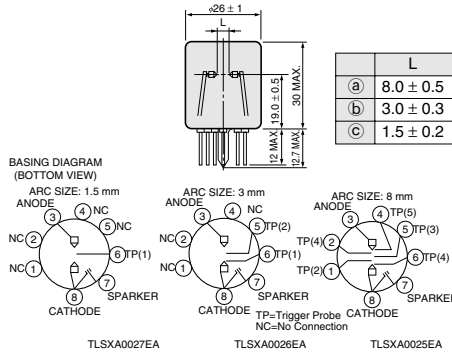 φ26 ± 1
L
19.0 ± 0.5
30 MAX.
12 MAX.
12.7 MAX.
L
ⓐ 8.0 ± 0.5
ⓑ 3.0 ± 0.3
ⓒ 1.5 ± 0.2
BASING DIAGRAM
(BOTTOM VIEW)
ARC SIZE: 1.5 mm
ANODE
3
4 NC
5 NC
NC 2
6 TP(1)
NC 1
7
8
SPARKER
CATHODE
TLSXA0027EA
ARC SIZE: 3 mm
ANODE
3
4 NC
5 TP(2)
NC 2
6 TP(1)
NC 1
7
8
SPARKER
CATHODE
TP=Trigger Probe
NC=No Connection
TLSXA0026EA
ARC SIZE: 8 mm
ANODE
3
4 TP(5)
5 TP(3)
TP(4) 2
6 TP(4)
TP(2) 1
7
8
SPARKER
CATHODE
TLSXA0025EA